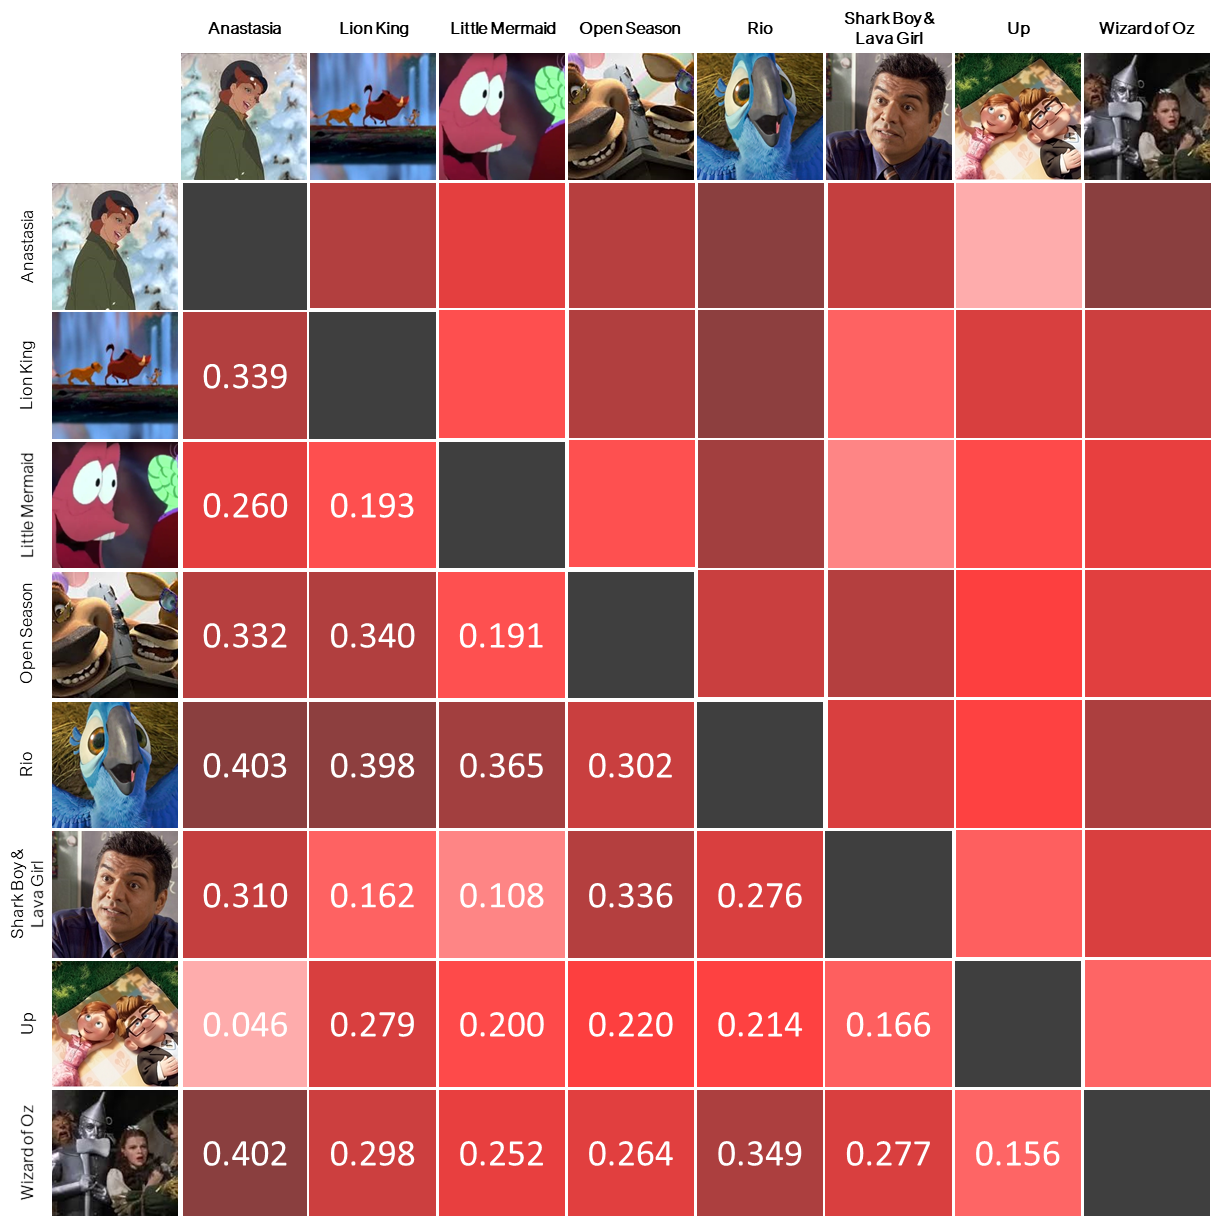 Anastasia Lion King Little Mermaid Open Season Rio Shark Boy &
Lava Girl Up Wizard of Oz
Anastasia
Lion King 0.339
Little Mermaid 0.260 0.193
Open Season 0.332 0.340 0.191
Rio 0.403 0.398 0.365 0.302
Shark Boy &
Lava Girl 0.310 0.162 0.108 0.336 0.276
Up 0.046 0.279 0.200 0.220 0.214 0.166
Wizard of Oz 0.402 0.298 0.252 0.264 0.349 0.277 0.156